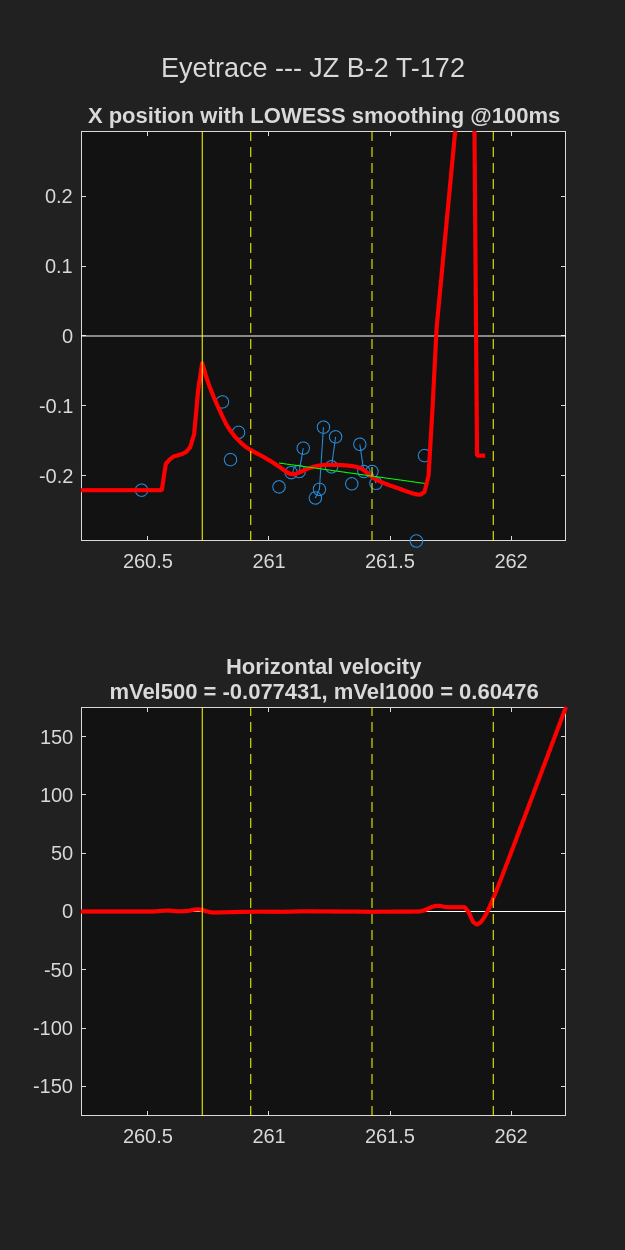 Eyetrace --- JZ B-2 T-172
X position with LOWESS smoothing @100ms
0.2
0.1
0
-0.1
-0.2
260.5 261 261.5 262
Horizontal velocity
mVel500 = -0.077431, mVel1000 = 0.60476
150
100
50
0
-50
-100
-150
260.5 261 261.5 262